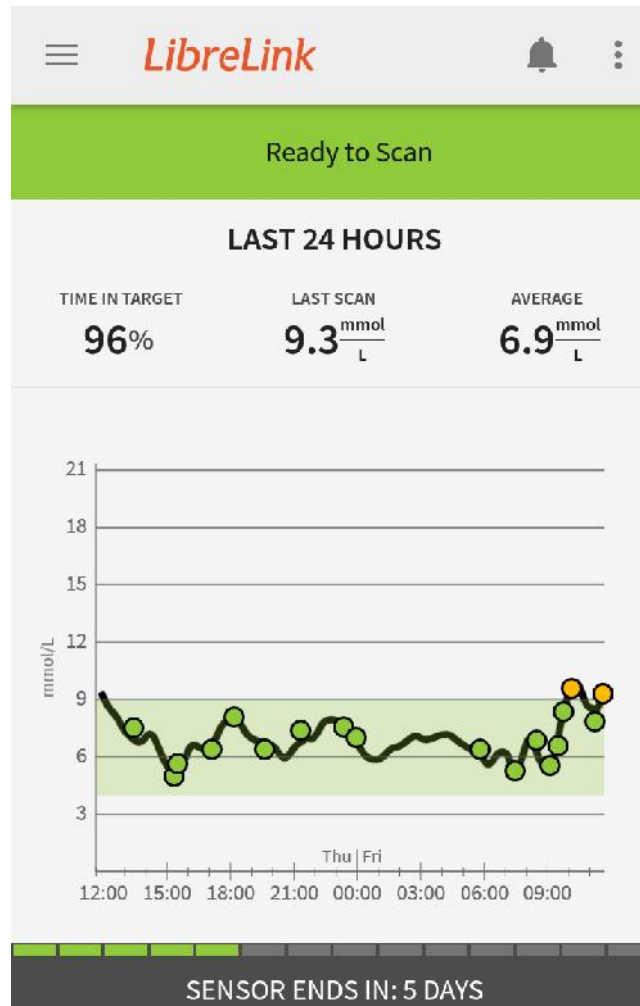 LibreLink
Ready to Scan
LAST 24 HOURS
TIME IN TARGET LAST SCAN AVERAGE
96% 9.3 mmol/L 6.9 mmol/L
21
18
15
12
mmol/L
9
6
3
Thu Fri
12:00 15:00 18:00 21:00 00:00 03:00 06:00 09:00
SENSOR ENDS IN: 5 DAYS